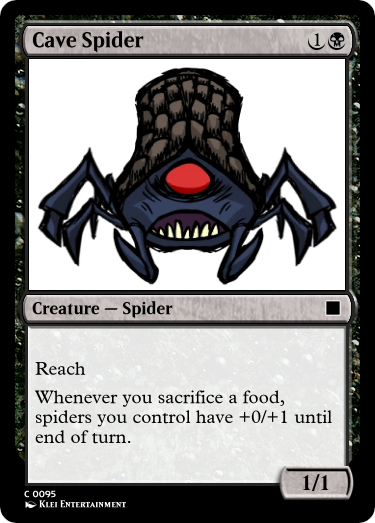 Cave Spider 1
Creature — Spider
Reach
Whenever you sacrifice a food,
spiders you control have +0/+1 until
end of turn.
1/1
C 0095
Klei Entertainment